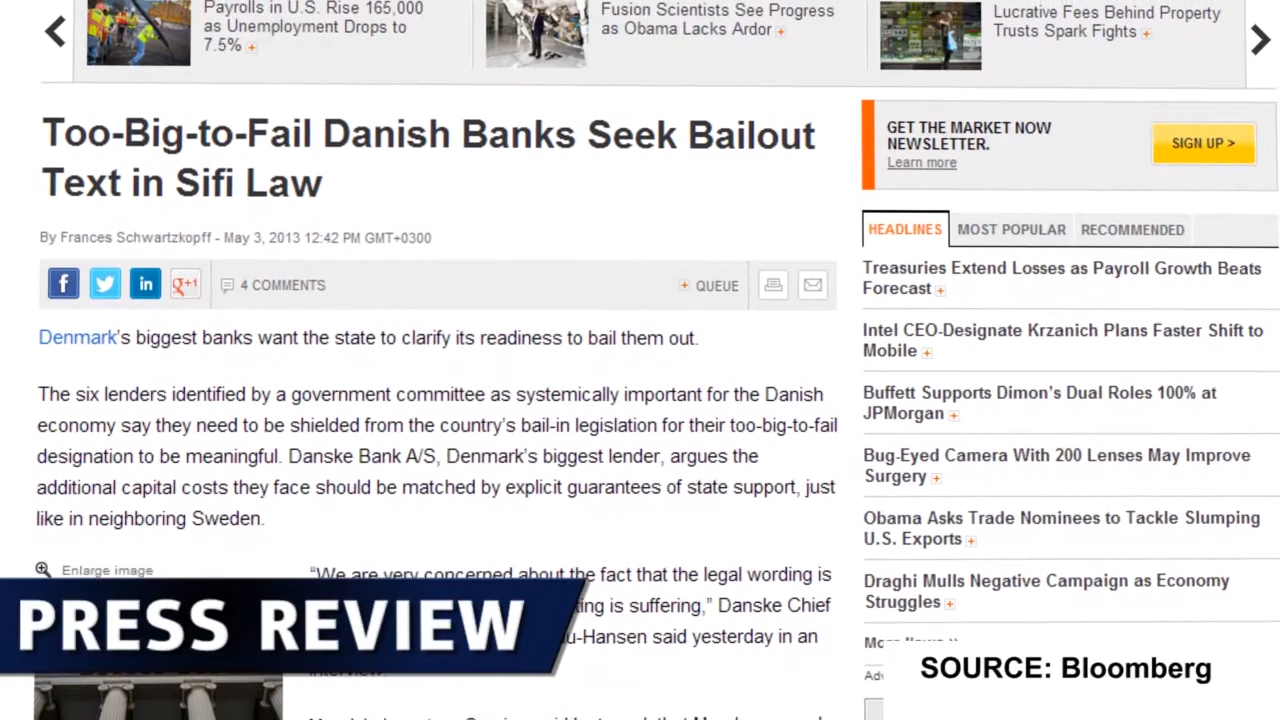 Payrolls in U.S. Rise 165,000
as Unemployment Drops to
7.5% +
Fusion Scientists See Progress
as Obama Lacks Ardor +
Lucrative Fees Behind Property
Trusts Spark Fights +
Too-Big-to-Fail Danish Banks Seek Bailout
Text in Sifi Law
By Frances Schwartzkopff - May 3, 2013 12:42 PM GMT+0300
f in g+1 4 COMMENTS + QUEUE
Denmark's biggest banks want the state to clarify its readiness to bail them out.
The six lenders identified by a government committee as systemically important for the Danish
economy say they need to be shielded from the country's bail-in legislation for their too-big-to-fail
designation to be meaningful. Danske Bank A/S, Denmark's biggest lender, argues the
additional capital costs they face should be matched by explicit guarantees of state support, just
like in neighboring Sweden.
Enlarge image
“We are very concerned about the fact that the legal wording is
ting is suffering,” Danske Chief
u-Hansen said yesterday in an
PRESS REVIEW
GET THE MARKET NOW
NEWSLETTER.
Learn more
SIGN UP >
HEADLINES MOST POPULAR RECOMMENDED
Treasuries Extend Losses as Payroll Growth Beats
Forecast +
Intel CEO-Designate Krzanich Plans Faster Shift to
Mobile +
Buffett Supports Dimon's Dual Roles 100% at
JPMorgan +
Bug-Eyed Camera With 200 Lenses May Improve
Surgery +
Obama Asks Trade Nominees to Tackle Slumping
U.S. Exports +
Draghi Mulls Negative Campaign as Economy
Struggles +
SOURCE: Bloomberg